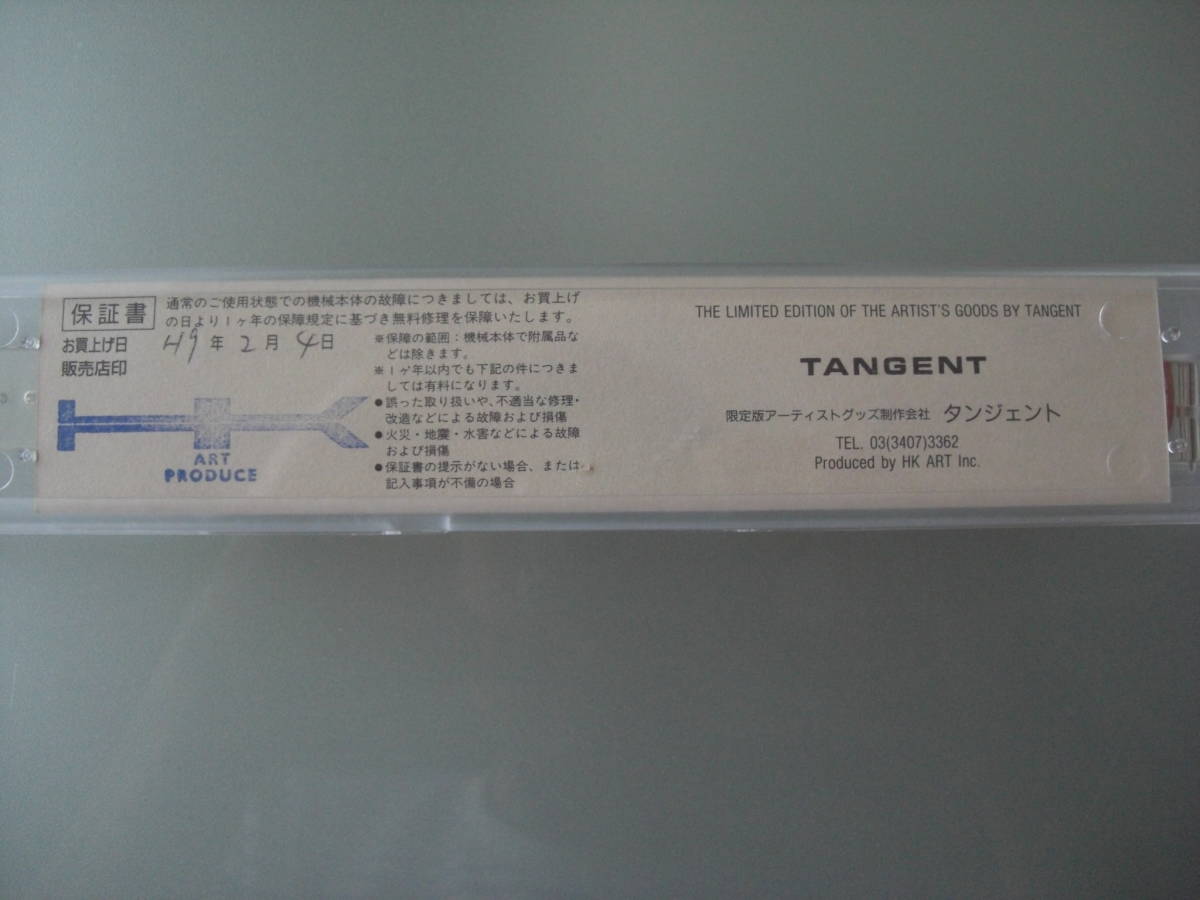 保証書
通常のご使用状態での機械本体の故障につきましては、お買上げ
の日より1ヶ年の保障規定に基づき無料修理を保障いたします。
お買上げ日 H9年2月4日
販売店印
ART
PRODUCE
※保障の範囲：機械本体で附属品な
どは除きます。
※1ヶ年以内でも下記の件につきま
しては有料になります。
●誤った取り扱いや、不適当な修理・
改造などによる故障および損傷
●火災・地震・水害などによる故障
および損傷
●保証書の提示がない場合、または
記入事項が不備の場合
THE LIMITED EDITION OF THE ARTIST'S GOODS BY TANGENT
TANGENT
限定版アーティストグッズ制作会社 タンジェント
TEL. 03(3407)3362
Produced by HK ART Inc.